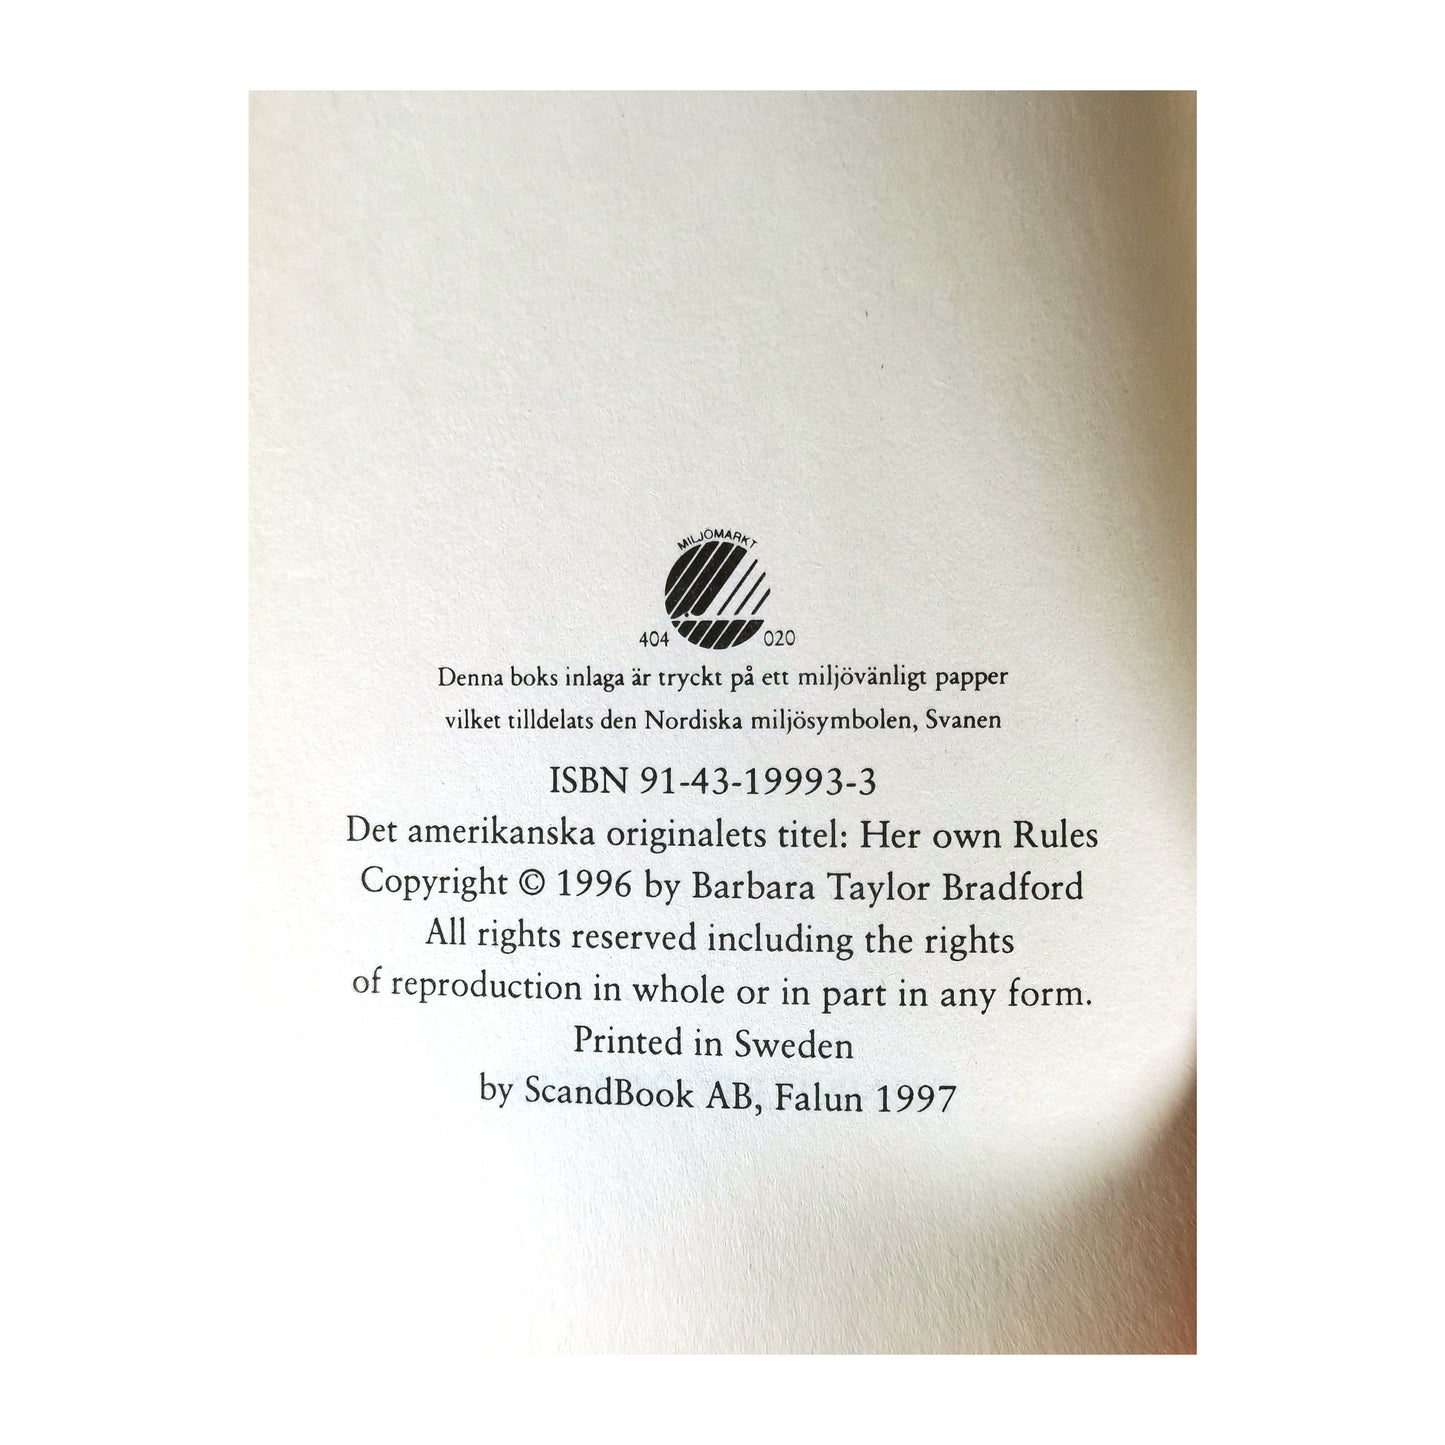 MILJÖMÄRKT
404 020
Denna boks inlaga är tryckt på ett miljövänligt papper
vilket tilldelats den Nordiska miljösymbolen, Svanen
ISBN 91-43-19993-3
Det amerikanska originalets titel: Her own Rules
Copyright © 1996 by Barbara Taylor Bradford
All rights reserved including the rights
of reproduction in whole or in part in any form.
Printed in Sweden
by ScandBook AB, Falun 1997